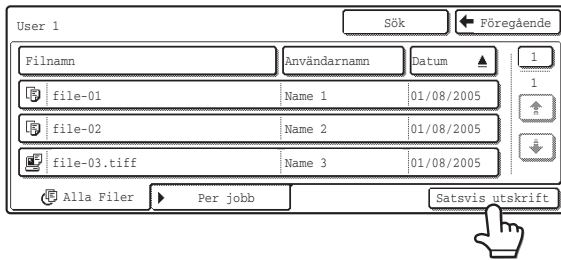 User 1 Sök Föregående
Filnamn Användarnamn Datum 1
file-01 Name 1 01/08/2005 1
file-02 Name 2 01/08/2005
file-03.tiff Name 3 01/08/2005
Alla Filer Per jobb Satsvis utskrift